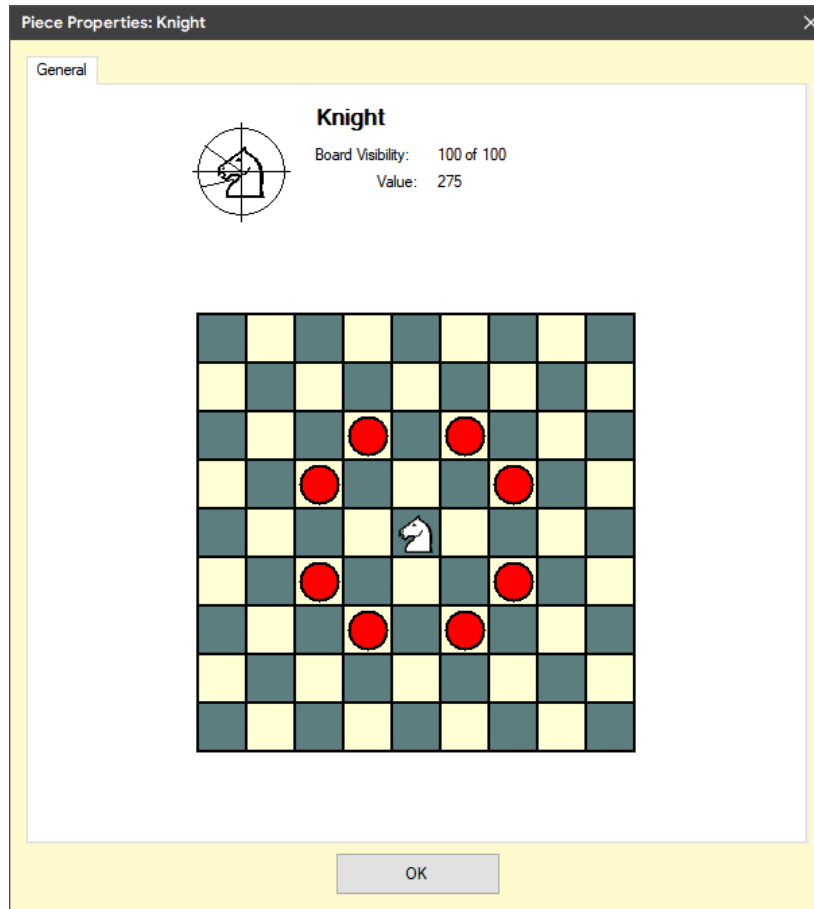 Piece Properties: Knight
General
Knight
Board Visibility: 100 of 100
Value: 275
OK